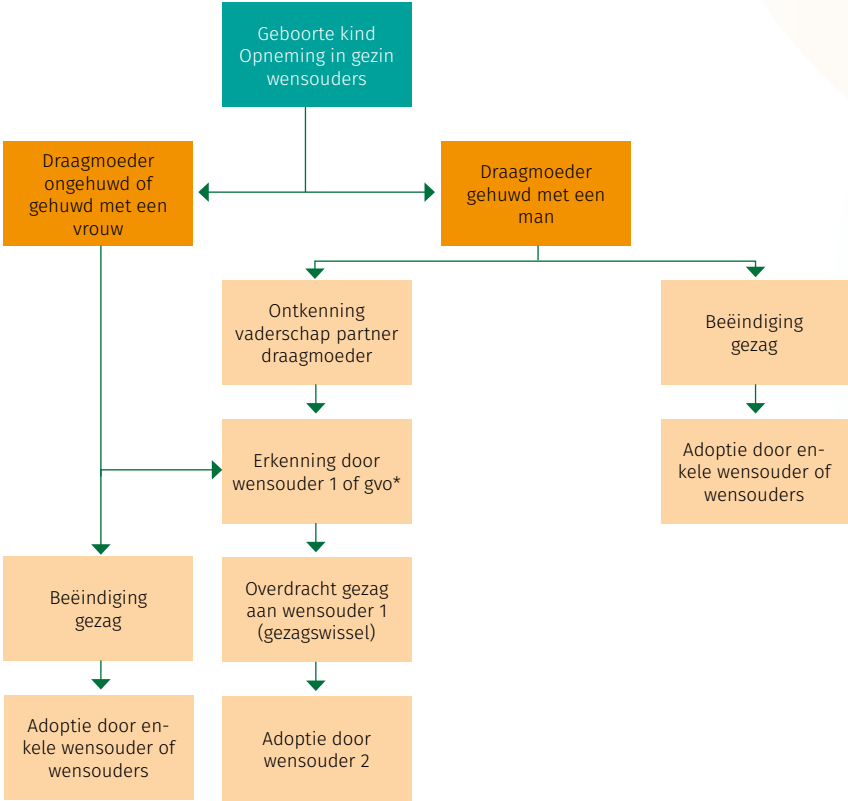 Geboorte kind
Opneming in gezin
wensouders
Draagmoeder
ongehuwd of
gehuwd met een
vrouw
Draagmoeder
gehuwd met een
man
Ontkenning
vaderschap partner
draagmoeder
Beëindiging
gezag
Erkenning door
wensouder 1 of gvo*
Adoptie door en-
kele wensouder of
wensouders
Beëindiging
gezag
Overdracht gezag
aan wensouder 1
(gezagswissel)
Adoptie door en-
kele wensouder of
wensouders
Adoptie door
wensouder 2